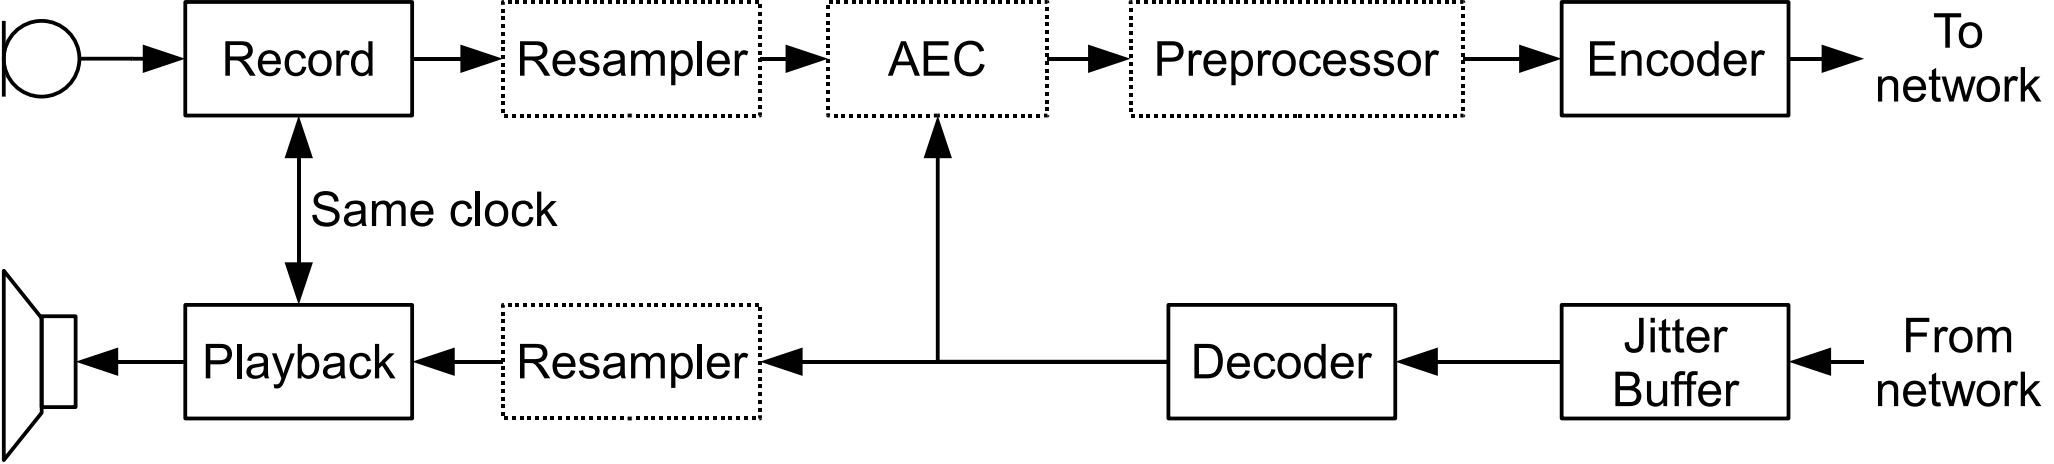 Record
Resampler
AEC
Preprocessor
Encoder
To
network
Same clock
Playback
Resampler
Decoder
Jitter
Buffer
From
network